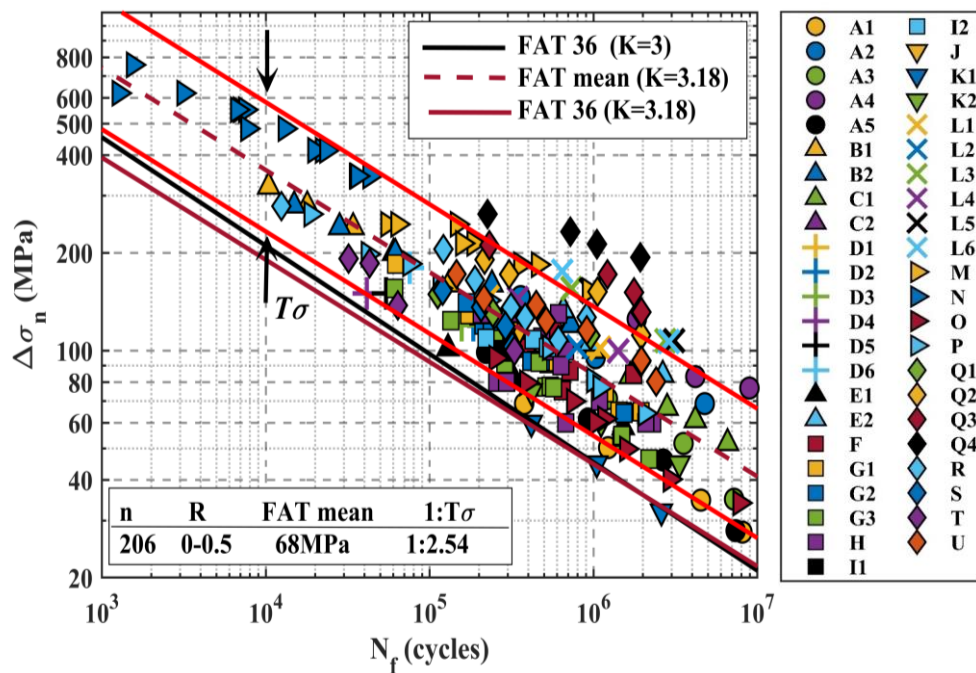 FAT 36 (K=3)
FAT mean (K=3.18)
FAT 36 (K=3.18)
800
600
500
400
200
100
80
60
40
20
Δσn (MPa)
Tσ
n R FAT mean 1:Tσ
206 0-0.5 68MPa 1:2.54
10^3 10^4 10^5 10^6 10^7
Nf (cycles)
A1
A2
A3
A4
A5
B1
B2
C1
C2
D1
D2
D3
D4
D5
D6
E1
E2
F
G1
G2
G3
H
I1
I2
J
K1
K2
L1
L2
L3
L4
L5
L6
M
N
O
P
Q1
Q2
Q3
Q4
R
S
T
U